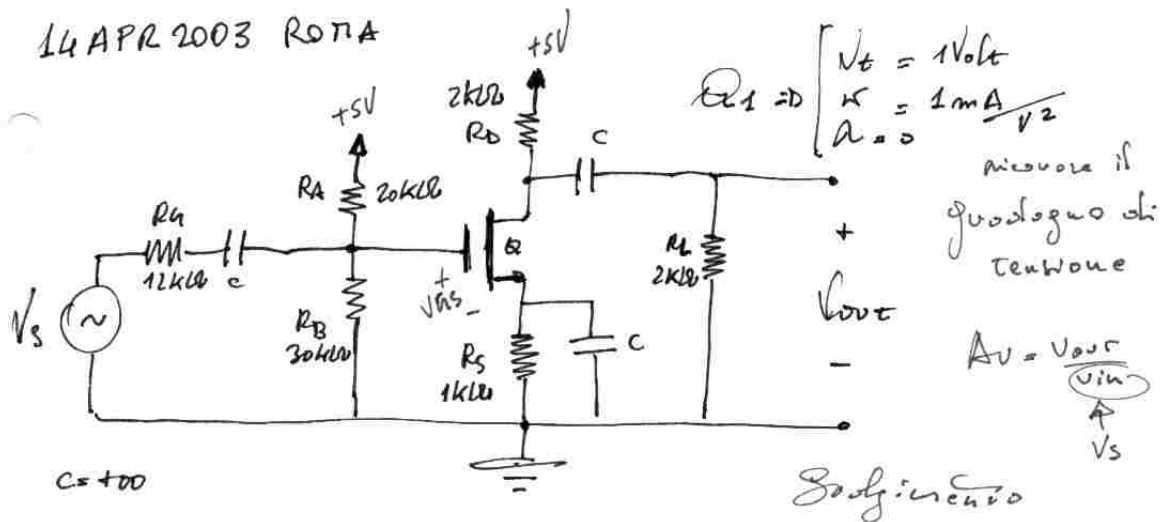 14 APR 2003 ROMA
+5V
2kΩ
RD
C
+5V
RA
20kΩ
Q1 => Vt = 1Volt
= 1mA/V2
= 0
ricavare il
guadagno di
tensione
RG
12kΩ
C
Q
+
VGS -
RL
2kΩ
+
Vout
-
VS
~
RB
30kΩ
RS
1kΩ
C
Av = vout
vin
Vs
C=+∞
Svolgimento